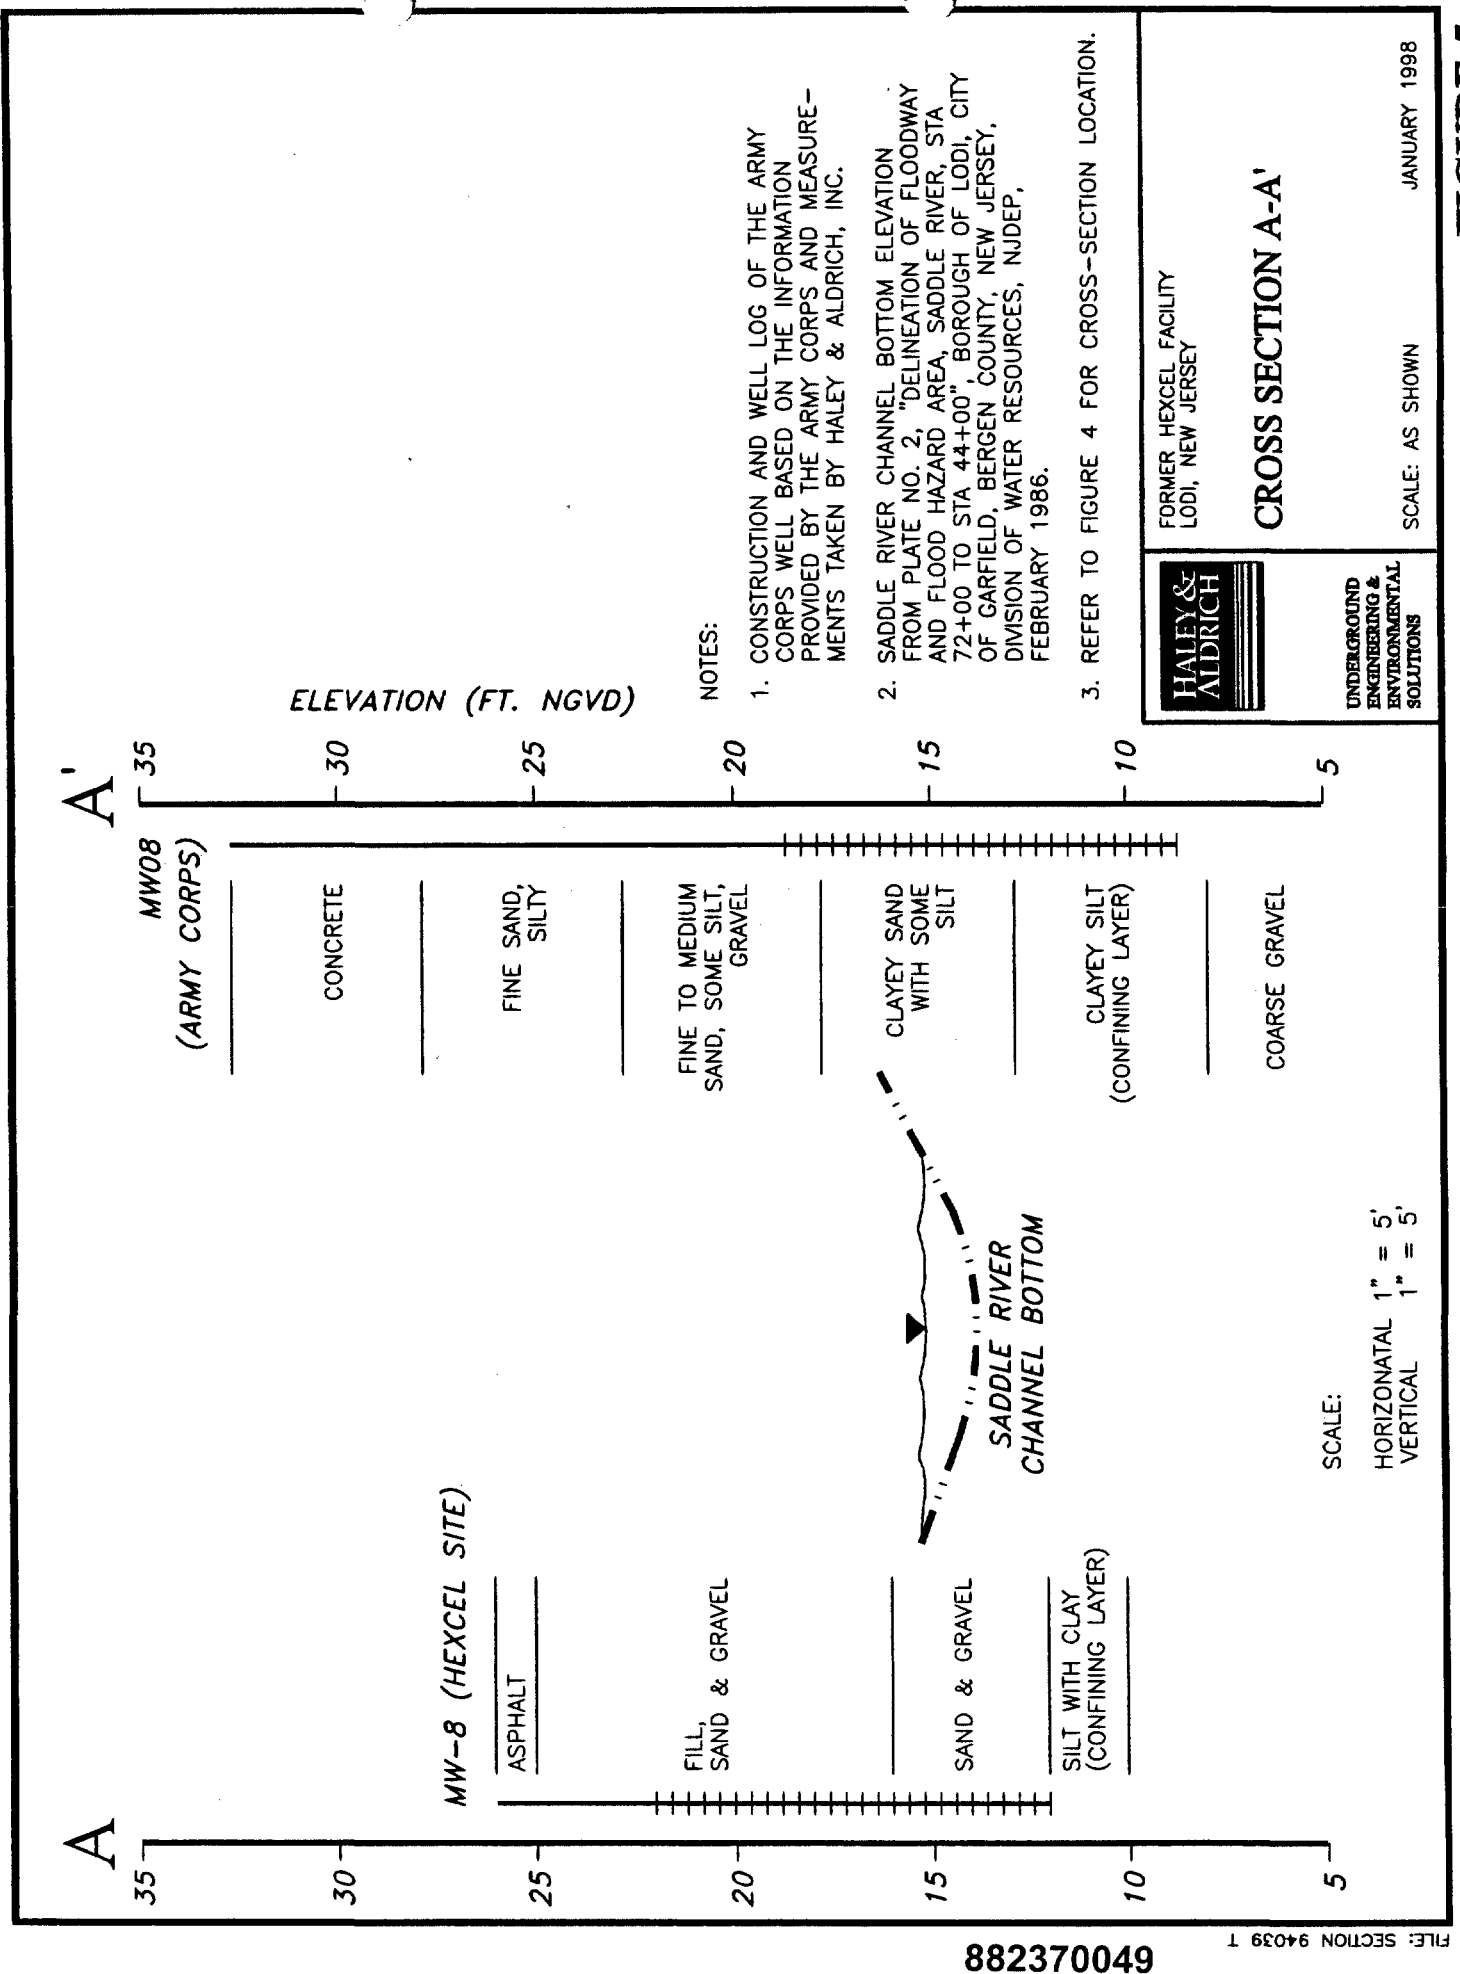 A
A'
MW-8 (HEXCEL SITE)
MW08
(ARMY CORPS)
35
30
25
20
15
10
5
35
30
25
20
15
10
5
ELEVATION (FT. NGVD)
ASPHALT
FILL,
SAND & GRAVEL
SAND & GRAVEL
SILT WITH CLAY
(CONFINING LAYER)
SADDLE RIVER
CHANNEL BOTTOM
CONCRETE
FINE SAND,
SILTY
FINE TO MEDIUM
SAND, SOME SILT,
GRAVEL
CLAYEY SAND
WITH SOME
SILT
CLAYEY SILT
(CONFINING LAYER)
COARSE GRAVEL
SCALE:
HORIZONATAL 1" = 5'
VERTICAL 1" = 5'
NOTES:
1. CONSTRUCTION AND WELL LOG OF THE ARMY
CORPS WELL BASED ON THE INFORMATION
PROVIDED BY THE ARMY CORPS AND MEASURE-
MENTS TAKEN BY HALEY & ALDRICH, INC.
2. SADDLE RIVER CHANNEL BOTTOM ELEVATION
FROM PLATE NO. 2, "DELINEATION OF FLOODWAY
AND FLOOD HAZARD AREA, SADDLE RIVER, STA
72+00 TO STA 44+00", BOROUGH OF LODI, CITY
OF GARFIELD, BERGEN COUNTY, NEW JERSEY,
DIVISION OF WATER RESOURCES, NJDEP,
FEBRUARY 1986.
3. REFER TO FIGURE 4 FOR CROSS-SECTION LOCATION.
HALEY &
ALDRICH
UNDERGROUND
ENGINEERING &
ENVIRONMENTAL
SOLUTIONS
FORMER HEXCEL FACILITY
LODI, NEW JERSEY
CROSS SECTION A-A'
SCALE: AS SHOWN JANUARY 1998
FILE: SECTION 94039 T
882370049